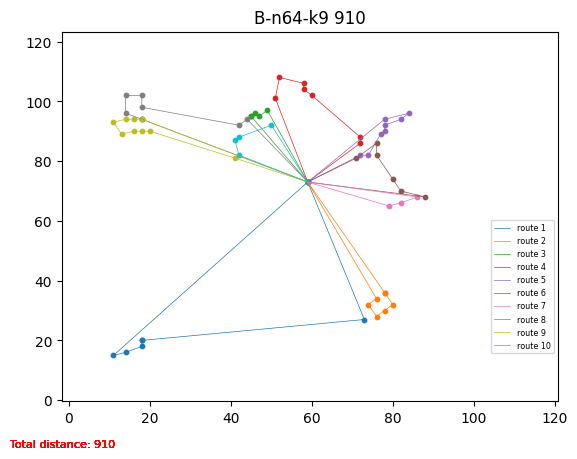 B-n64-k9 910
120
100
80
60
40
20
0
route 1
route 2
route 3
route 4
route 5
route 6
route 7
route 8
route 9
route 10
0 20 40 60 80 100 120
Total distance: 910